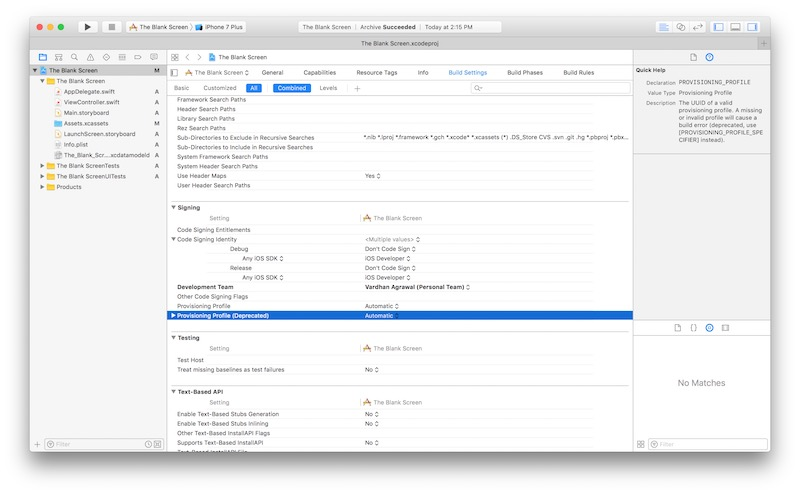 The Blank Screen
iPhone 7 Plus
The Blank Screen | Archive Succeeded | Today at 2:15 PM
The Blank Screen.xcodeproj
The Blank Screen M
The Blank Screen
AppDelegate.swift A
ViewController.swift A
Main.storyboard A
Assets.xcassets A
LaunchScreen.storyboard A
Info.plist A
The_Blank_Scr....xcdatamodeld A
The Blank ScreenTests A
The Blank ScreenUITests A
Products
Filter
The Blank Screen
The Blank Screen General Capabilities Resource Tags Info Build Settings Build Phases Build Rules
Basic Customized All Combined Levels +
Framework Search Paths
Header Search Paths
Library Search Paths
Rez Search Paths
Sub-Directories to Exclude in Recursive Searches *.nib *.lproj *.framework *.gch *.xcode* *.xcassets (*) .DS_Store CVS .svn .git .hg *.pbproj *.pbx...
Sub-Directories to Include in Recursive Searches
System Framework Search Paths
System Header Search Paths
Use Header Maps Yes
User Header Search Paths
Signing
Setting The Blank Screen
Code Signing Entitlements
Code Signing Identity <Multiple values>
Debug Don't Code Sign
Any iOS SDK iOS Developer
Release Don't Code Sign
Any iOS SDK iOS Developer
Development Team Vardhan Agrawal (Personal Team)
Other Code Signing Flags
Provisioning Profile Automatic
Provisioning Profile (Deprecated) Automatic
Testing
Setting The Blank Screen
Test Host
Treat missing baselines as test failures No
Text-Based API
Setting The Blank Screen
Enable Text-Based Stubs Generation No
Enable Text-Based Stubs Inlining No
Other Text-Based InstallAPI Flags
Supports Text-Based InstallAPI No
Quick Help
Declaration PROVISIONING_PROFILE
Value Type Provisioning Profile
Description The UUID of a valid
provisioning profile. A missing
or invalid profile will cause a
build error (deprecated, use
[PROVISIONING_PROFILE_SPE
CIFIER] instead).
No Matches
Filter